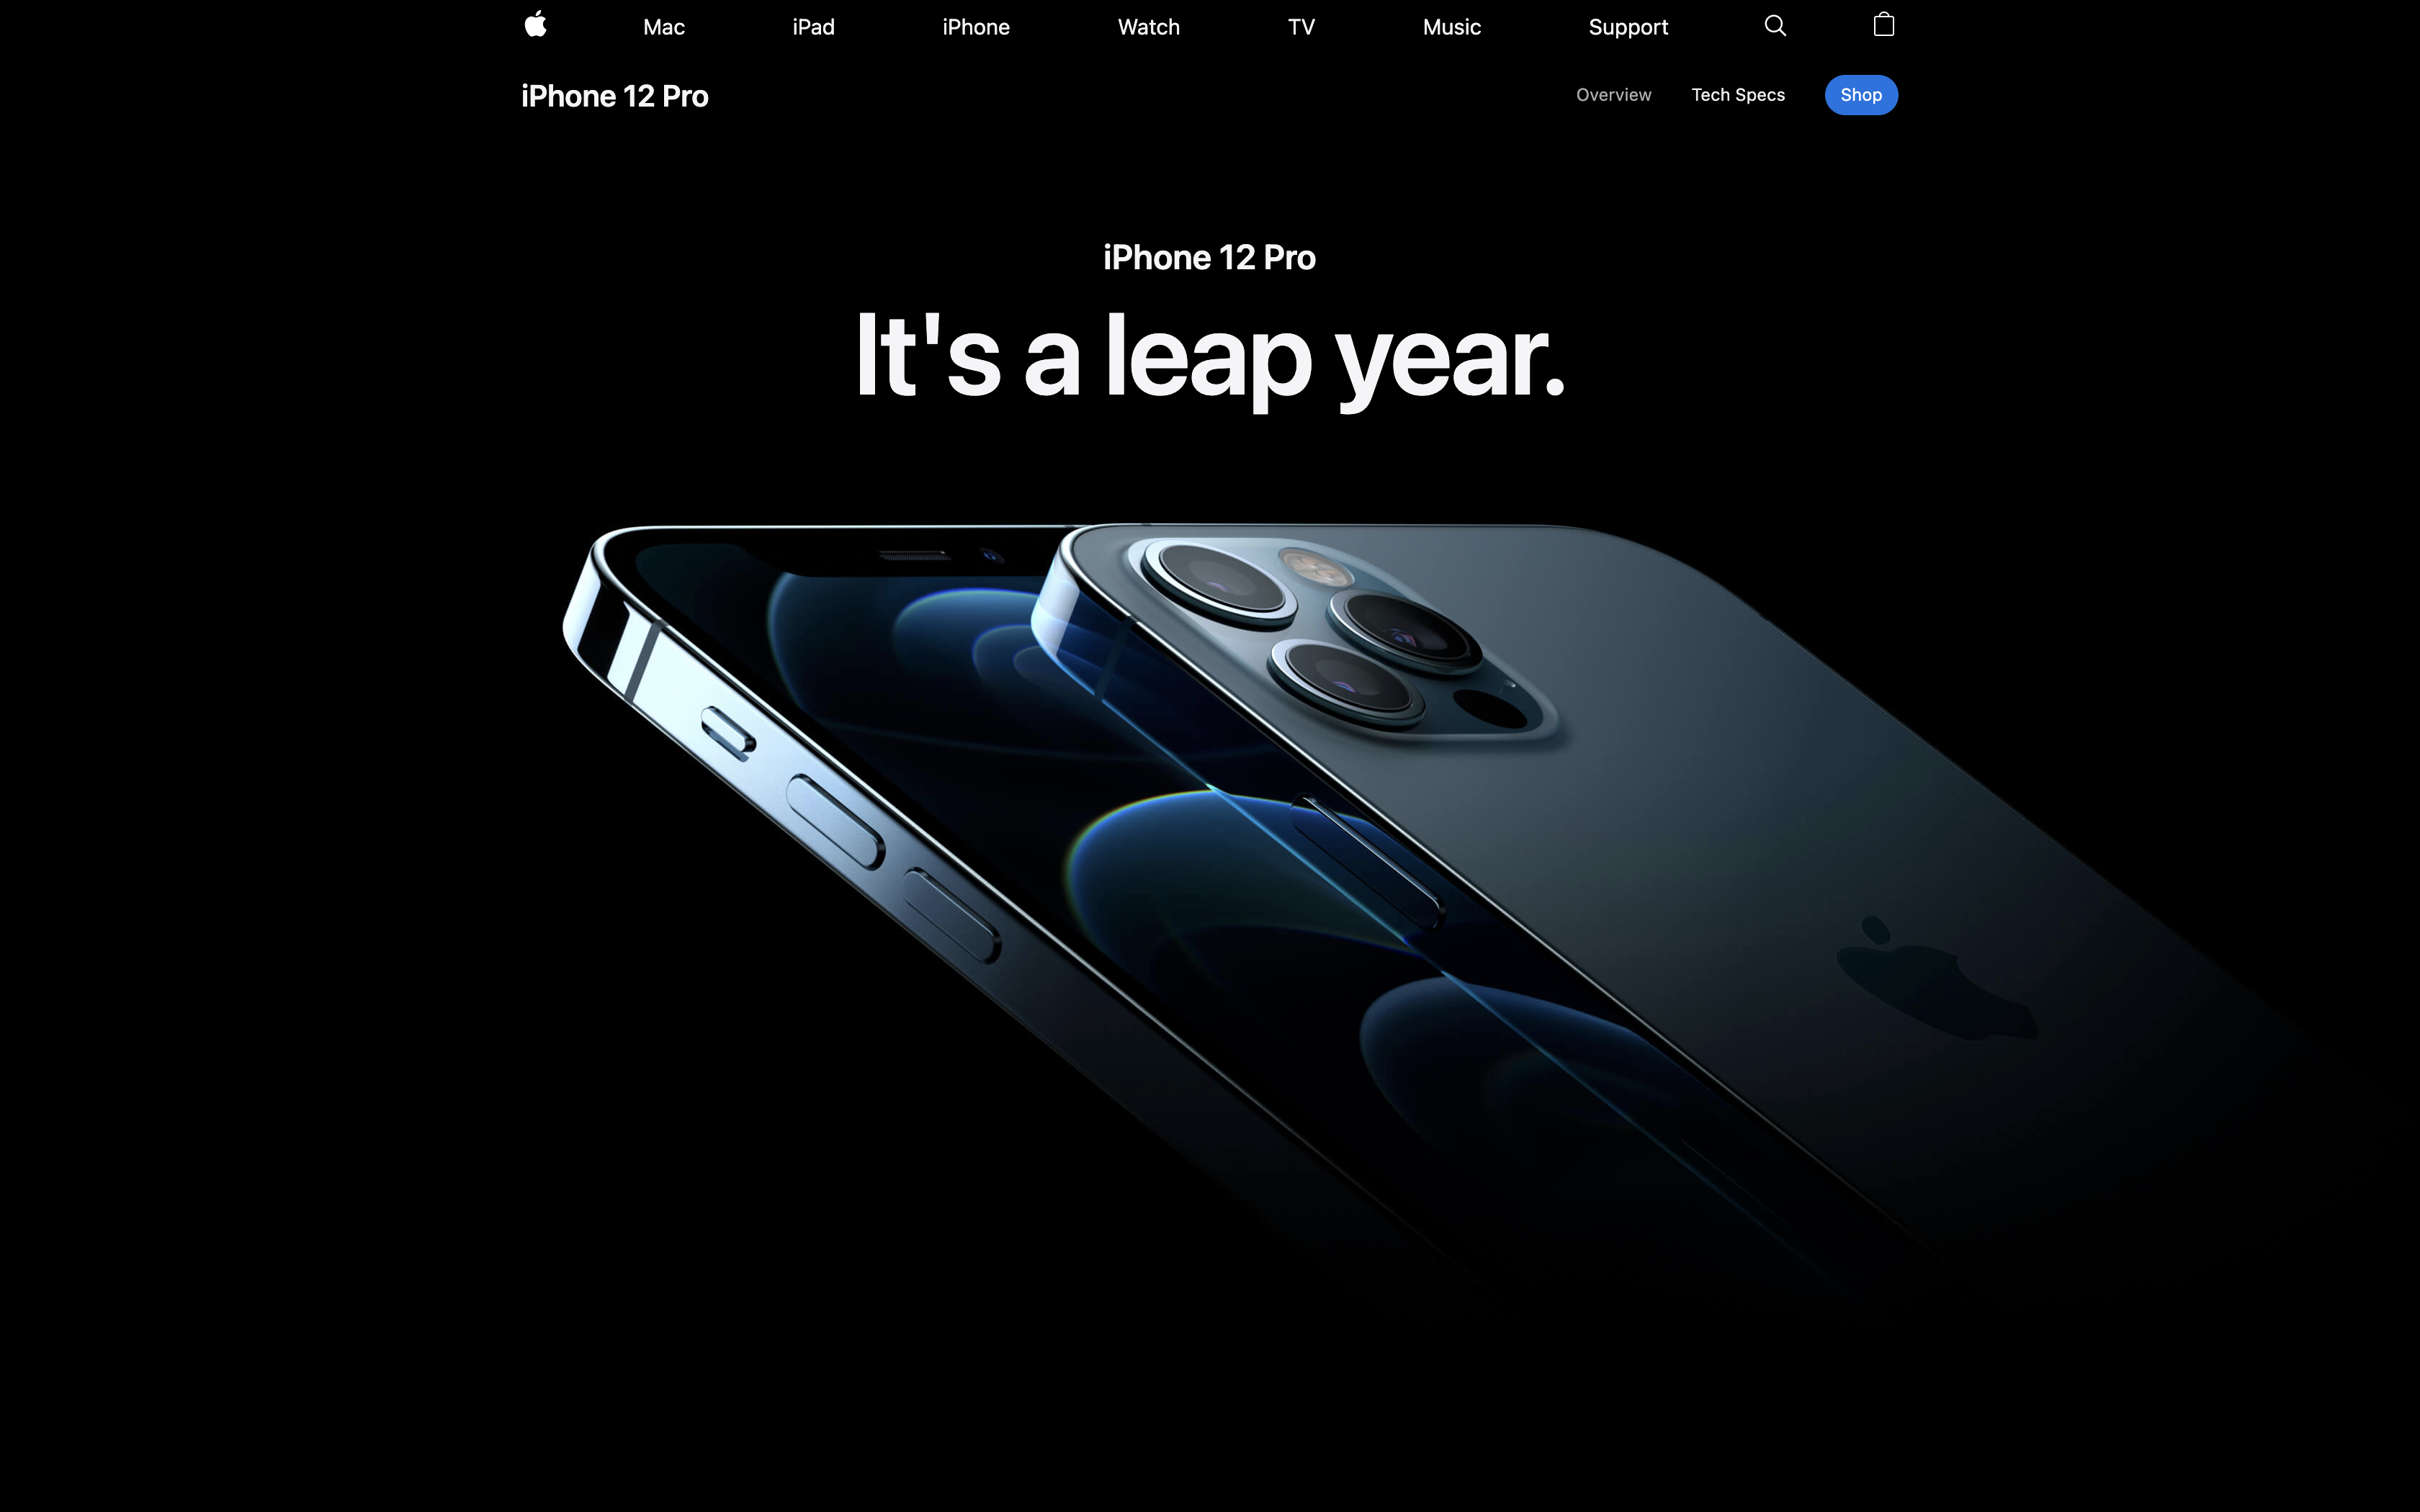 Mac iPad iPhone Watch TV Music Support
iPhone 12 Pro
Overview Tech Specs Shop
iPhone 12 Pro
It's a leap year.